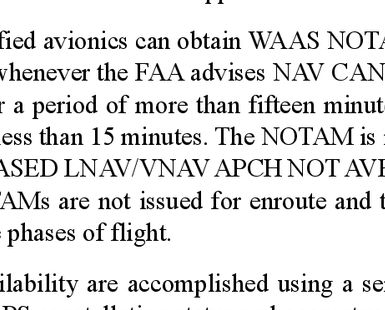 fied avionics can obtain WAAS NOTA
whenever the FAA advises NAV CAN
r a period of more than fifteen minut
less than 15 minutes. The NOTAM is
ASED LNAV/VNAV APCH NOT AV
AMs are not issued for enroute and t
phases of flight.
ilability are accomplished using a se